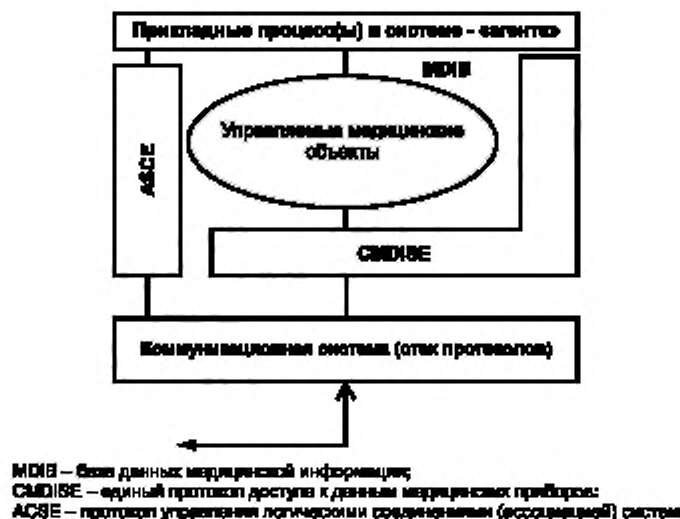 Прикладные процесс(ы) в системе - «агенте»
MDIB
Управляемые медицинские
объекты
ACSE
CMDISE
Коммуникационная система (стек протоколов)
MDIB – база данных медицинской информации;
CMDISE – единый протокол доступа к данным медицинских приборов;
ACSE – протокол управления логическими соединениями (ассоциацией) систем